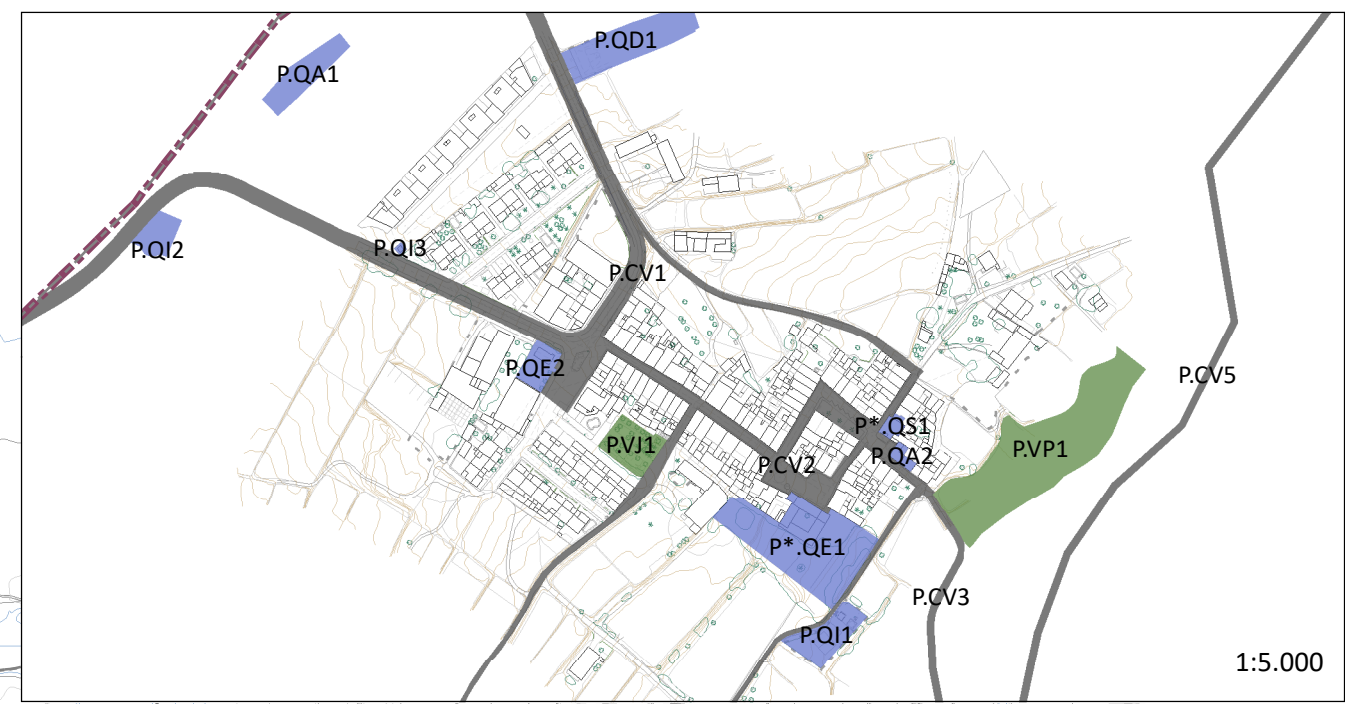 P.QD1
P.QA1
P.QI2
P.QI3
P.CV1
P.QE2
P.CV5
P*.QS1
P.VJ1
P.QA2
P.VP1
P.CV2
P*.QE1
P.CV3
P.QI1
1:5.000